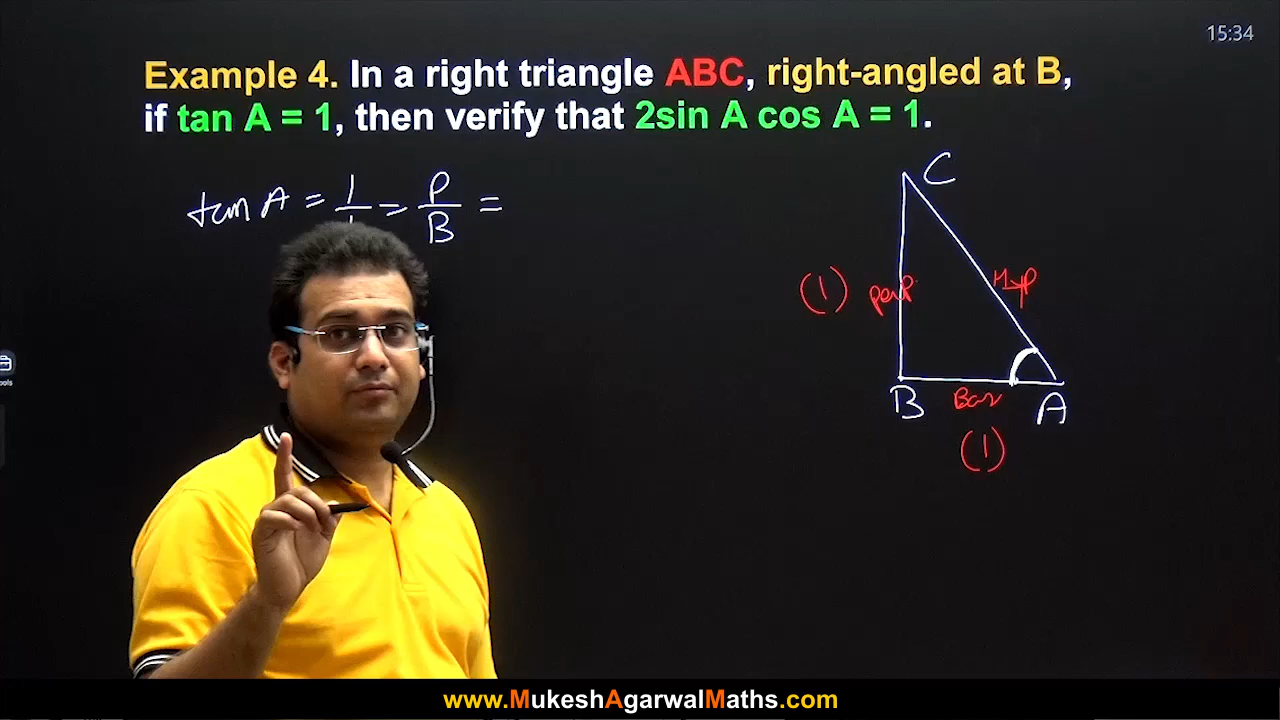 15:34
Example 4. In a right triangle ABC, right-angled at B,
if tan A = 1, then verify that 2sin A cos A = 1.
tan A = 1 = P/B =
C
(1) perp
Hyp
B
A
(1)
www.MukeshAgarwalMaths.com